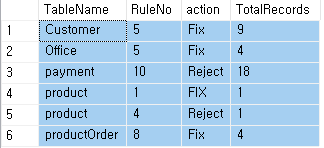 TableName RuleNo action TotalRecords
1 Customer 5 Fix 9
2 Office 5 Fix 4
3 payment 10 Reject 18
4 product 1 FIX 1
5 product 4 Reject 1
6 productOrder 8 Fix 4